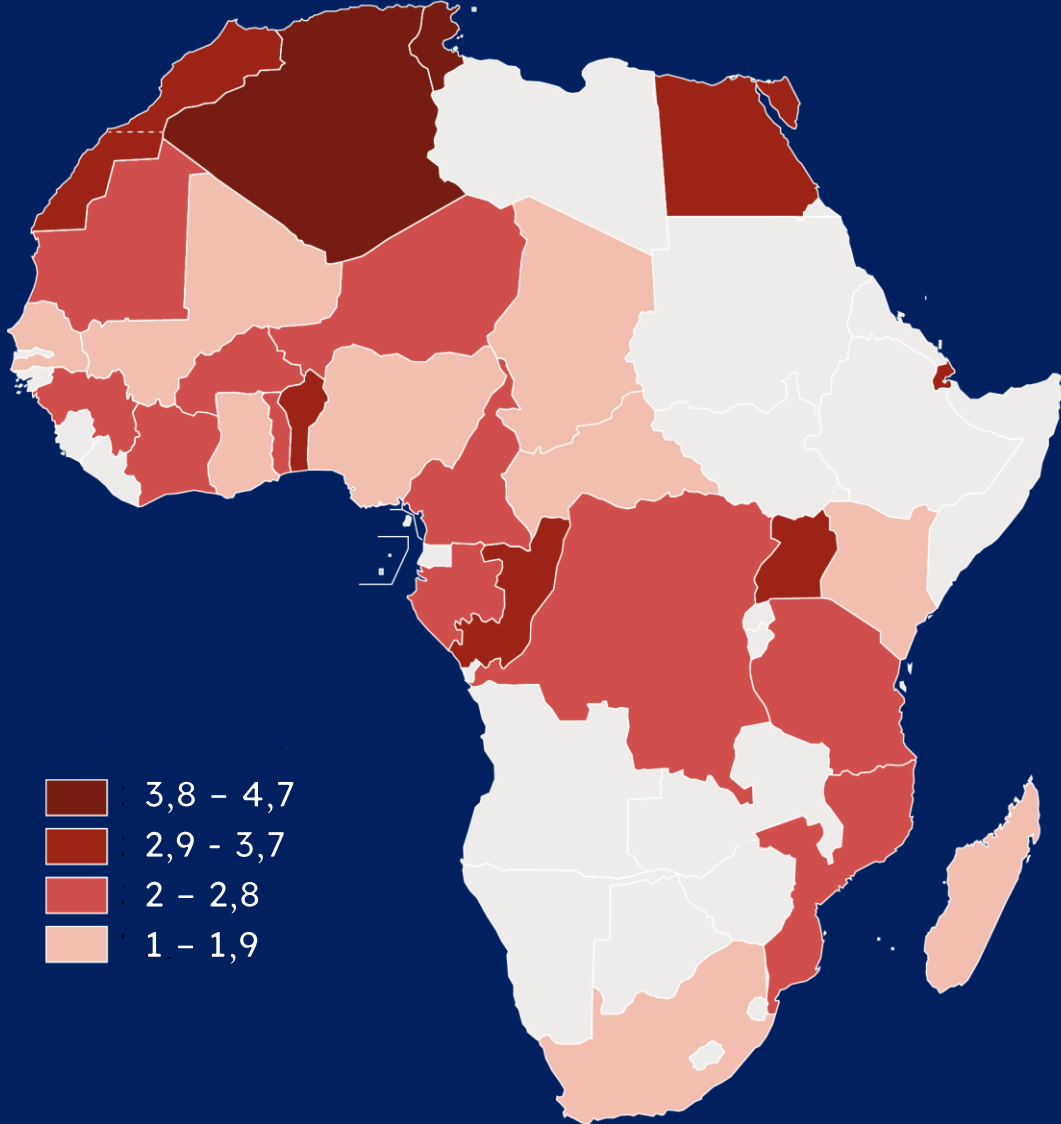 3,8 – 4,7
2,9 - 3,7
2 – 2,8
1 – 1,9